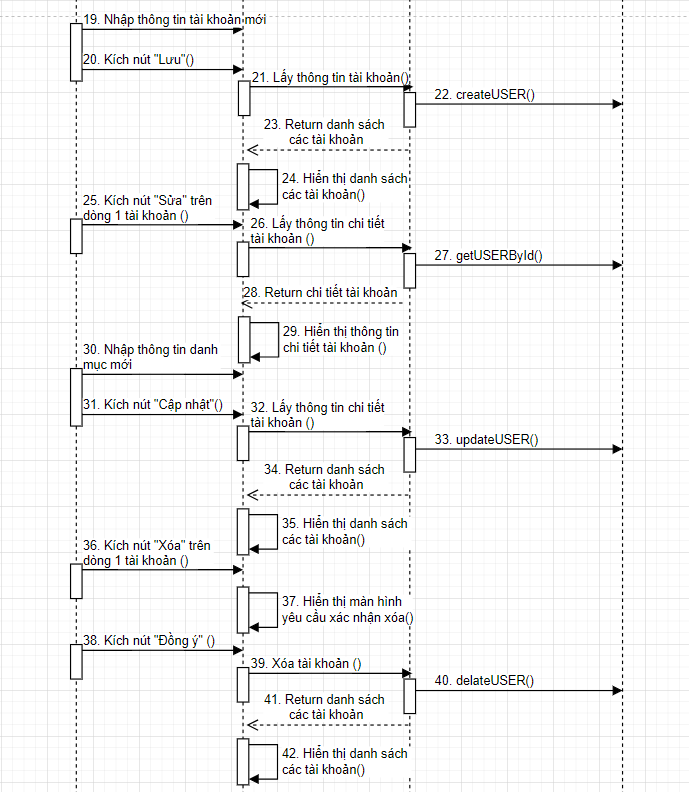 19. Nhập thông tin tài khoản mới
20. Kích nút "Lưu"()
21. Lấy thông tin tài khoản()
22. createUSER()
23. Return danh sách
các tài khoản
24. Hiển thị danh sách
các tài khoản()
25. Kích nút "Sửa" trên
dòng 1 tài khoản ()
26. Lấy thông tin chi tiết
tài khoản ()
27. getUSERById()
28. Return chi tiết tài khoản
29. Hiển thị thông tin
chi tiết tài khoản ()
30. Nhập thông tin danh
mục mới
31. Kích nút "Cập nhật"()
32. Lấy thông tin chi tiết
tài khoản ()
33. updateUSER()
34. Return danh sách
các tài khoản
35. Hiển thị danh sách
các tài khoản()
36. Kích nút "Xóa" trên
dòng 1 tài khoản ()
37. Hiển thị màn hình
yêu cầu xác nhận xóa()
38. Kích nút "Đồng ý" ()
39. Xóa tài khoản ()
40. delateUSER()
41. Return danh sách
các tài khoản
42. Hiển thị danh sách
các tài khoản()